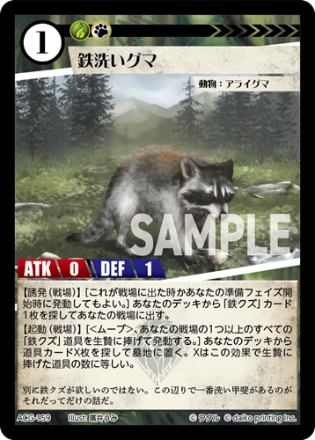 1
鉄洗いグマ
動物：アライグマ
SAMPLE
ATK 0 DEF 1
【誘発（戦場）】［これが戦場に出た時かあなたの準備フェイズ開
始時に発動してもよい。］あなたのデッキから「鉄クズ」カード
1枚を探してあなたの戦場に出す。
【起動（戦場）】［<ムーブ>、あなたの戦場の1つ以上のすべての
「鉄クズ」道具を生贄に捧げて発動する。］あなたのデッキから
道具カードX枚を探して墓地に置く。Xはこの効果で生贄に
捧げた道具の数に等しい。
別に鉄クズが欲しいのではない。この辺りで一番洗い甲斐があるのが
それだっただけだ。
ACG-159 Illust: 黒井うみ © ワタル © daiko printing inc.